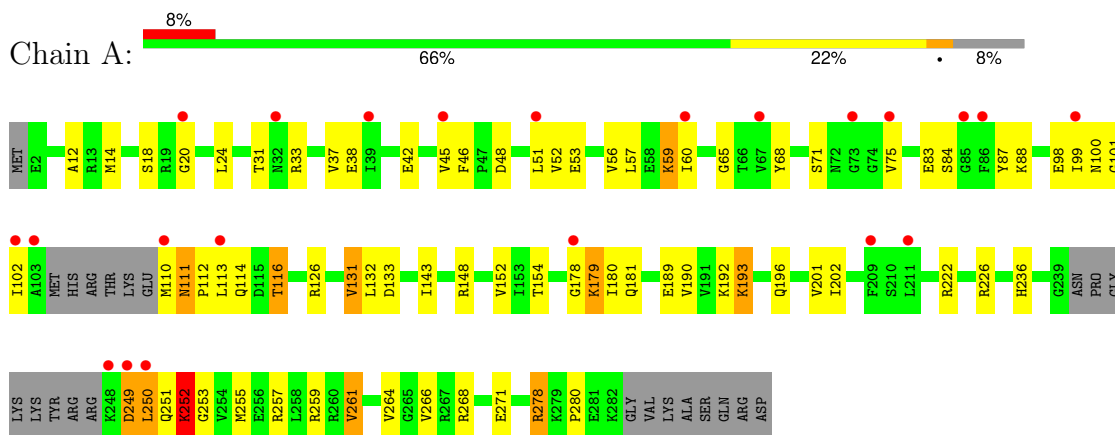 8%
Chain A:
66% 22% • 8%
MET E2 A12 R13 M14 S18 R19 G20 L24 T31 N32 R33 V37 E38 I39 E42 V45 F46 P47 D48 L51 V52 E53 V56 L57 E58 K59 I60 G65 T66 V67 Y68 S71 N72 G73 G74 V75 E83 S84 G85 F86 Y87 K88 E98 I99 N100 G101
I102 A103 MET HIS ARG THR LYS GLU M110 N111 P112 L113 Q114 D115 T116 R126 V131 L132 D133 I143 R148 V152 I153 T154 G178 K179 I180 Q181 E189 V190 V191 K192 K193 Q196 V201 I202 F209 S210 L211 R222 R226 H236 G239 ASN PRO GLY
LYS LYS TYR ARG ARG K248 D249 L250 Q251 K252 G253 V254 M255 E256 R257 L258 R259 R260 V261 V264 G265 V266 R267 R268 E271 R278 K279 P280 E281 K282 GLY VAL LYS ALA SER GLN ARG ASP